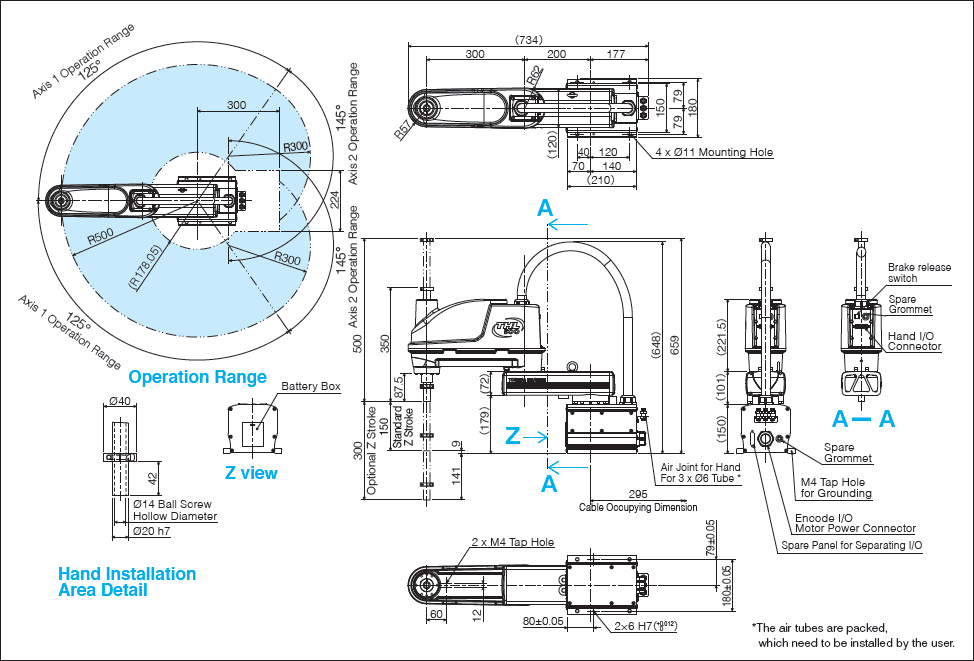 Axis 1 Operation Range
125°
300
R300
145°
Axis 2 Operation Range
224
R500
(R178.05)
R300
145°
Axis 2 Operation Range
125°
Axis 1 Operation Range
Operation Range
(734)
300
200
177
R62
R57
150
79
79
180
(120)
40
120
70
140
(210)
4 x Ø11 Mounting Hole
A
500
350
87.5
THL
500
(72)
(179)
(648)
659
300
Optional Z Stroke
150
Standard
Z Stroke
9
141
Z
A
Air Joint for Hand
For 3 x Ø6 Tube *
295
Cable Occupying Dimension
(221.5)
(101)
(150)
Brake release
switch
Spare
Grommet
Hand I/O
Connector
A
A
Spare
Grommet
M4 Tap Hole
for Grounding
Encode I/O
Motor Power Connector
Spare Panel for Separating I/O
Ø40
42
Ø14 Ball Screw
Hollow Diameter
Ø20 h7
Battery Box
Z view
Hand Installation
Area Detail
2 x M4 Tap Hole
60
12
80±0.05
2×6 H7(+0.012 0)
79±0.05
180±0.05
*The air tubes are packed,
which need to be installed by the user.